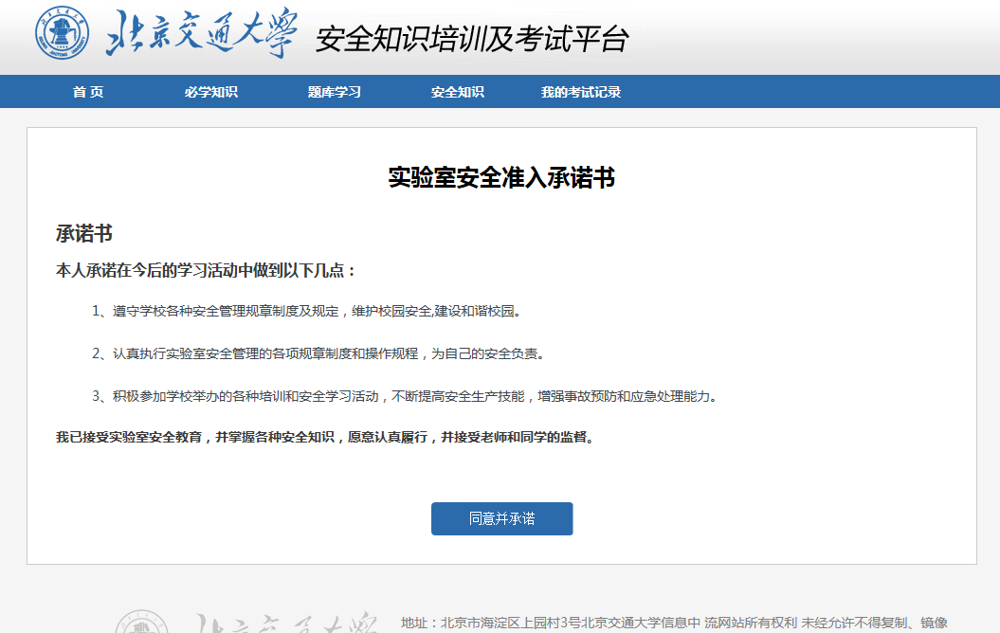 北京交通大学 安全知识培训及考试平台
首 页 必学知识 题库学习 安全知识 我的考试记录
实验室安全准入承诺书
承诺书
本人承诺在今后的学习活动中做到以下几点：
1、遵守学校各种安全管理规章制度及规定，维护校园安全,建设和谐校园。
2、认真执行实验室安全管理的各项规章制度和操作规程，为自己的安全负责。
3、积极参加学校举办的各种培训和安全学习活动，不断提高安全生产技能，增强事故预防和应急处理能力。
我已接受实验室安全教育，并掌握各种安全知识，愿意认真履行，并接受老师和同学的监督。
同意并承诺
北京交通大学 地址：北京市海淀区上园村3号北京交通大学信息中 流网站所有权利 未经允许不得复制、镜像